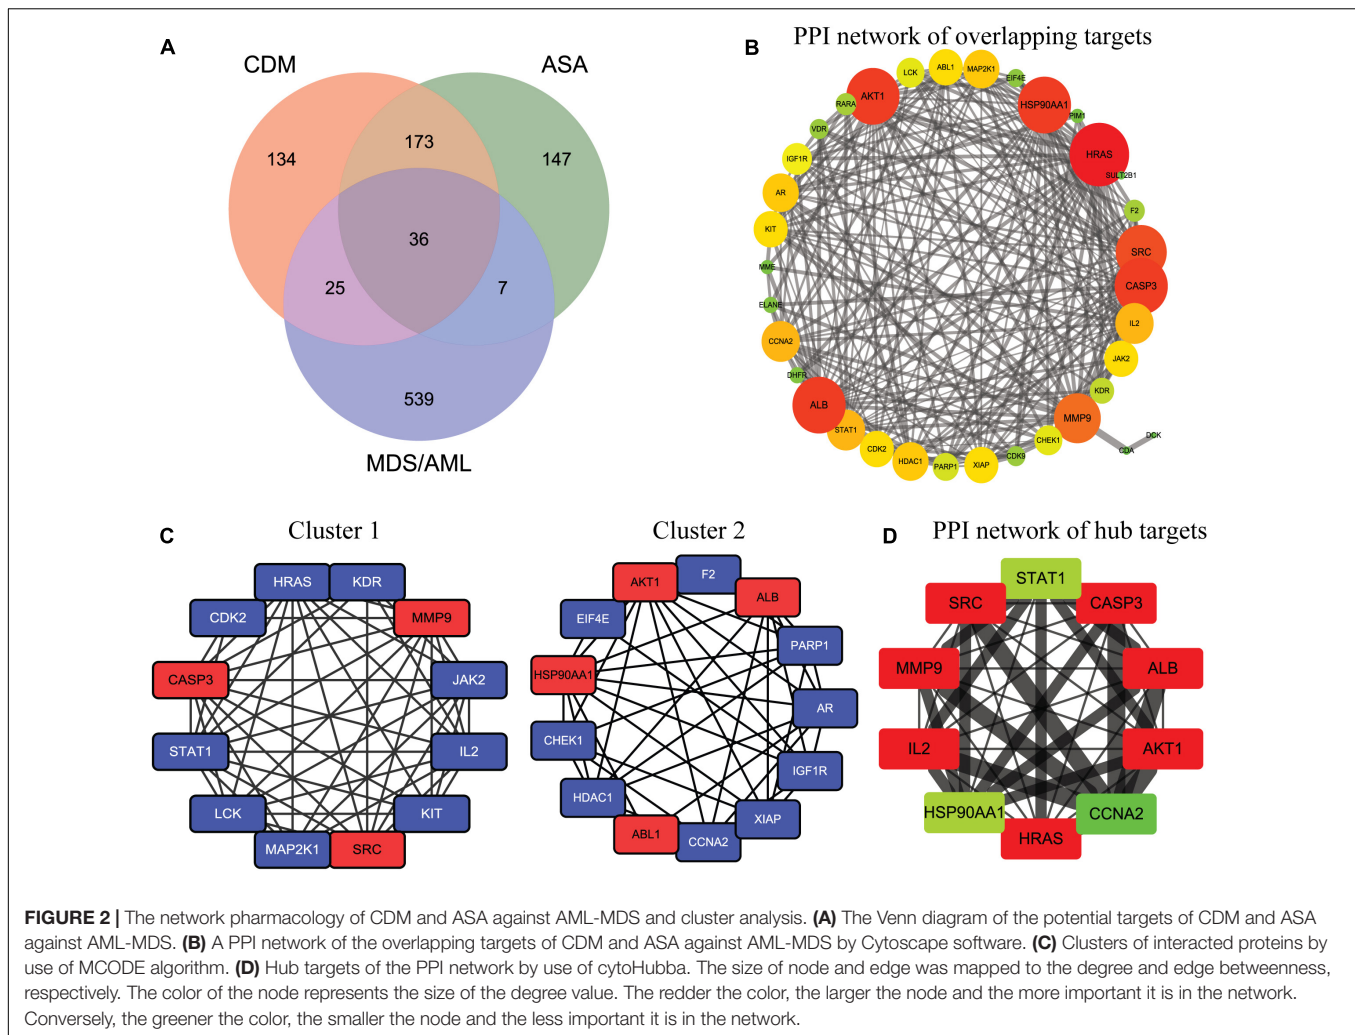 A
CDM
ASA
134
173
147
36
25
7
539
MDS/AML
B
PPI network of overlapping targets
LCK
ABL1
MAP2K1
EIF4E
AKT1
HSP90AA1
RARA
PIM1
VDR
HRAS
IGF1R
SULT2B1
AR
F2
KIT
SRC
MME
CASP3
ELANE
IL2
CCNA2
JAK2
DHFR
KDR
ALB
MMP9
STAT1
CHEK1
DCK
CDK2
CDA
HDAC1
PARP1
XIAP
CDK9
C
Cluster 1
HRAS
KDR
CDK2
MMP9
CASP3
JAK2
STAT1
IL2
LCK
KIT
MAP2K1
SRC
Cluster 2
F2
AKT1
ALB
EIF4E
PARP1
HSP90AA1
AR
CHEK1
IGF1R
HDAC1
XIAP
ABL1
CCNA2
D
PPI network of hub targets
STAT1
SRC
CASP3
MMP9
ALB
IL2
AKT1
HSP90AA1
CCNA2
HRAS
FIGURE 2 | The network pharmacology of CDM and ASA against AML-MDS and cluster analysis. (A) The Venn diagram of the potential targets of CDM and ASA
against AML-MDS. (B) A PPI network of the overlapping targets of CDM and ASA against AML-MDS by Cytoscape software. (C) Clusters of interacted proteins by
use of MCODE algorithm. (D) Hub targets of the PPI network by use of cytoHubba. The size of node and edge was mapped to the degree and edge betweenness,
respectively. The color of the node represents the size of the degree value. The redder the color, the larger the node and the more important it is in the network.
Conversely, the greener the color, the smaller the node and the less important it is in the network.